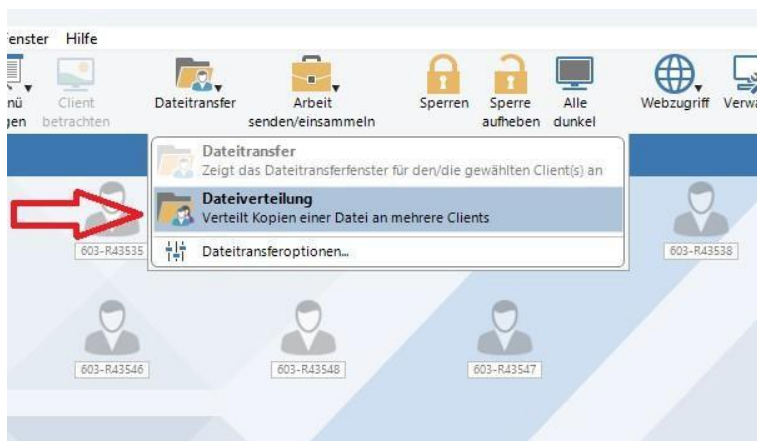 enster Hilfe
nü
gen
Client
betrachten
Dateitransfer
Arbeit
senden/einsammeln
Sperren
Sperre
aufheben
Alle
dunkel
Webzugriff
Verwa
Dateitransfer
Zeigt das Dateitransferfenster für den/die gewählten Client(s) an
Dateiverteilung
Verteilt Kopien einer Datei an mehrere Clients
Dateitransferoptionen...
603-R43535
603-R43538
603-R43546
603-R43548
603-R43547